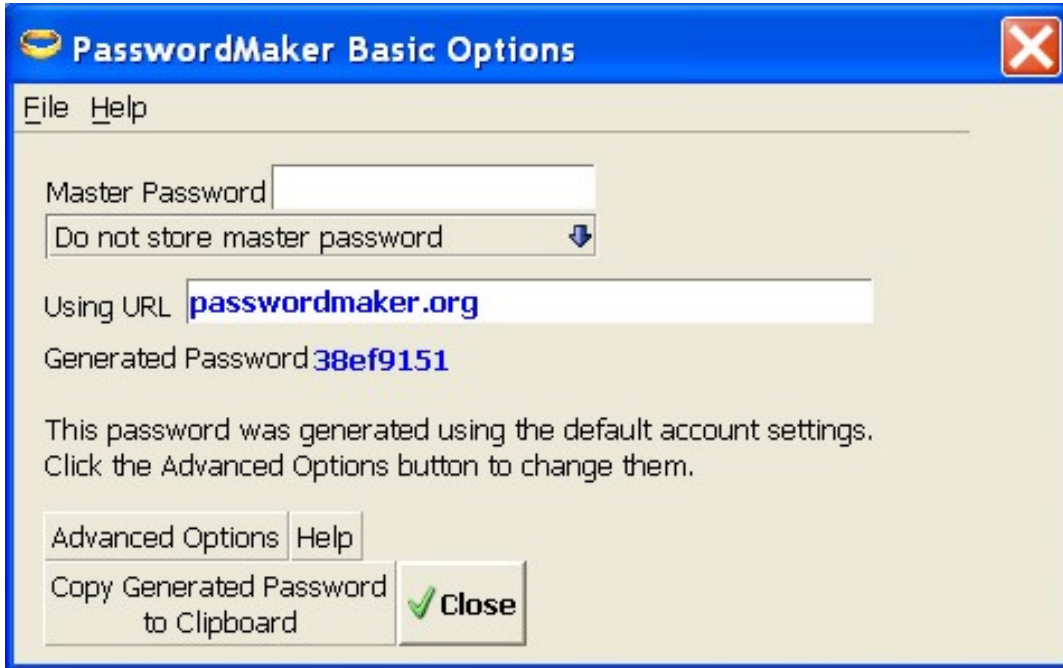 PasswordMaker Basic Options
File Help
Master Password
Do not store master password
Using URL passwordmaker.org
Generated Password 38ef9151
This password was generated using the default account settings.
Click the Advanced Options button to change them.
Advanced Options Help
Copy Generated Password
to Clipboard
Close